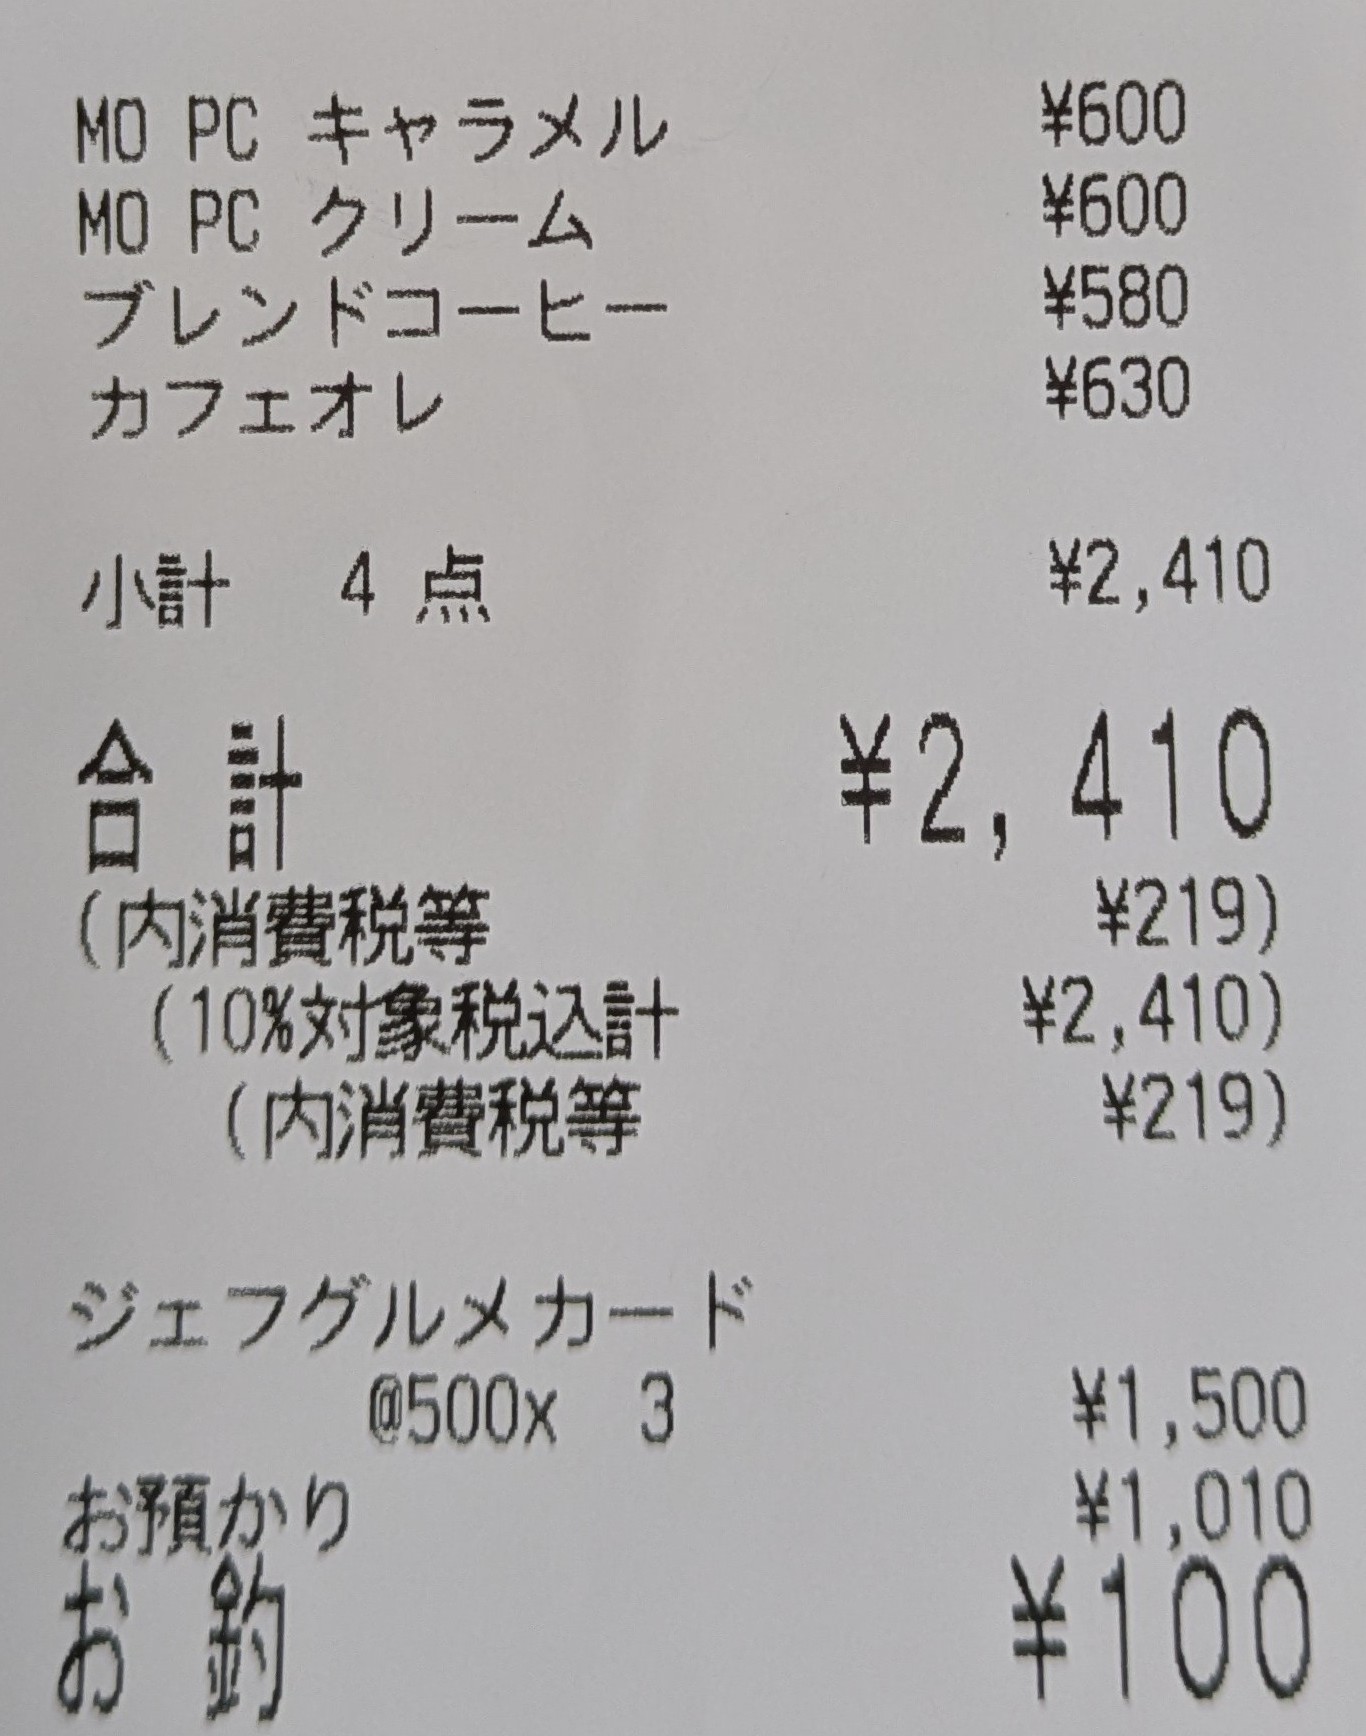 MO PC キャラメル ¥600
MO PC クリーム ¥600
ブレンドコーヒー ¥580
カフェオレ ¥630
小計 4点 ¥2,410
合計 ¥2,410
(内消費税等 ¥219)
(10%対象税込計 ¥2,410)
(内消費税等 ¥219)
ジェフグルメカード
@500x 3 ¥1,500
お預かり ¥1,010
お釣 ¥100